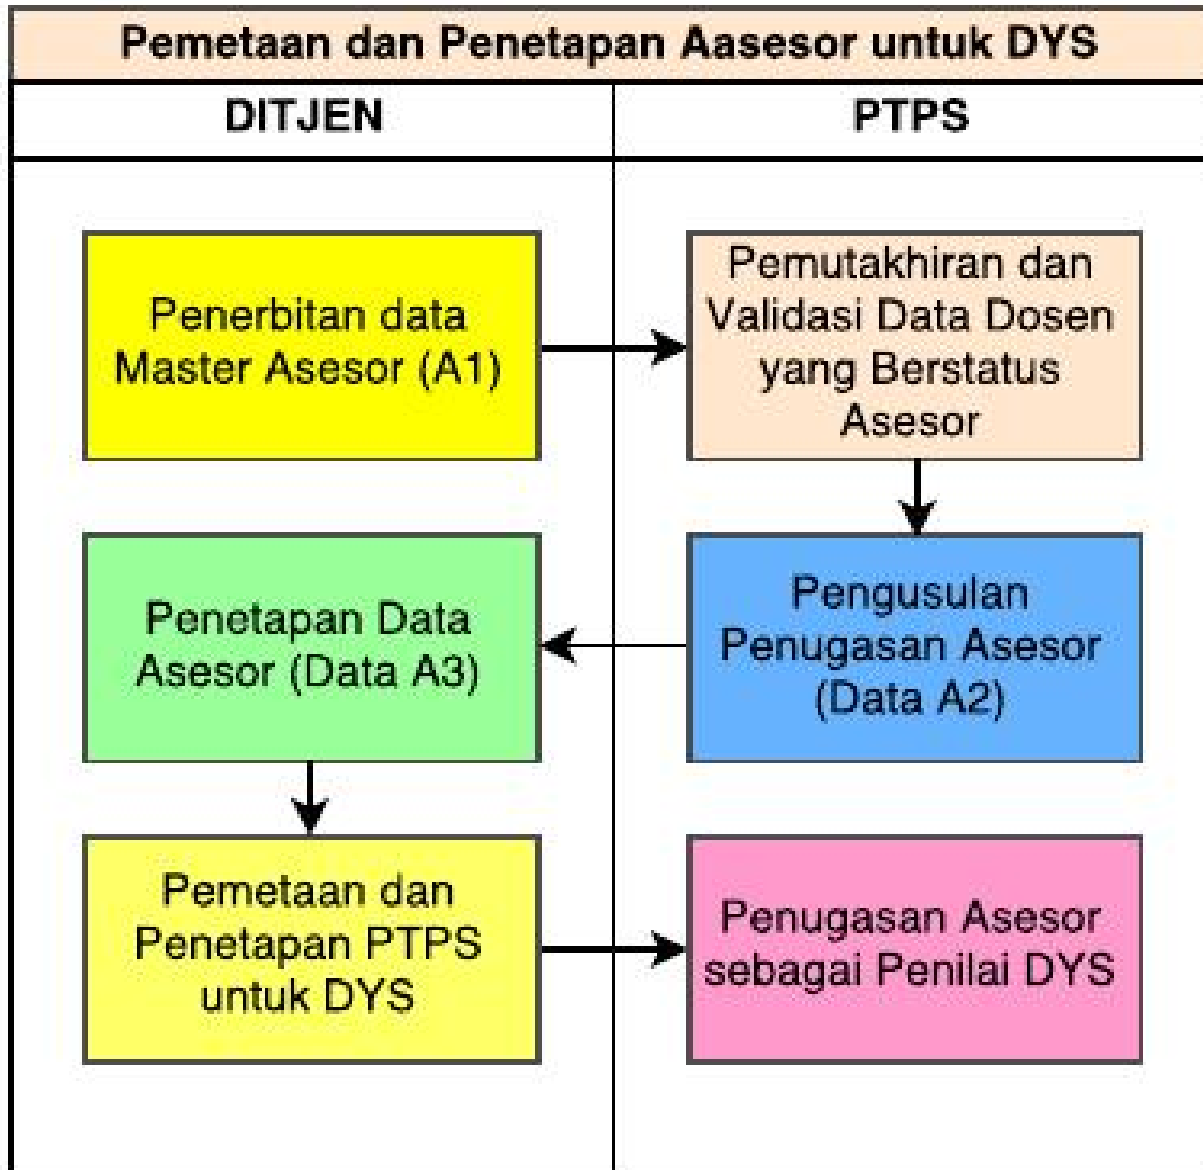 Pemetaan dan Penetapan Aasesor untuk DYS
DITJEN
PTPS
Penerbitan data
Master Asesor (A1)
Pemutakhiran dan
Validasi Data Dosen
yang Berstatus
Asesor
Penetapan Data
Asesor (Data A3)
Pengusulan
Penugasan Asesor
(Data A2)
Pemetaan dan
Penetapan PTPS
untuk DYS
Penugasan Asesor
sebagai Penilai DYS